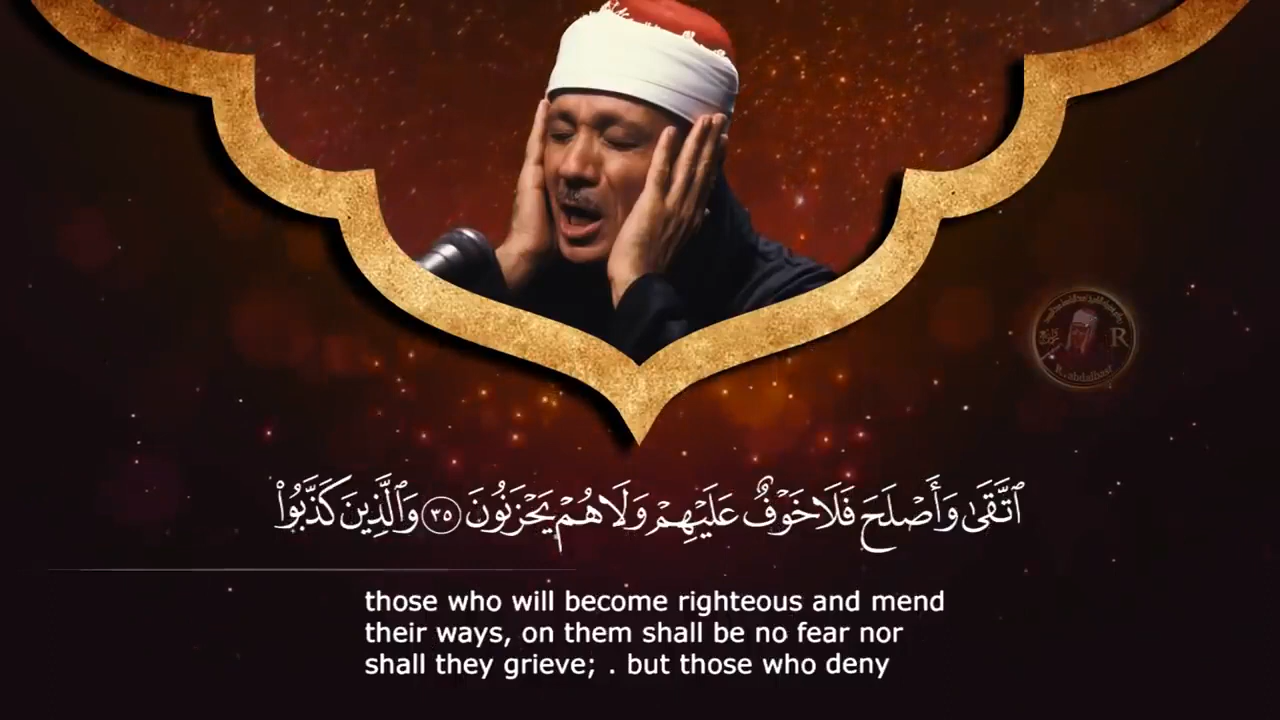 ٱتَّقَىٰ وَأَصْلَحَ فَلَا خَوْفٌ عَلَيْهِمْ وَلَا هُمْ يَحْزَنُونَ ٣٥ وَٱلَّذِينَ كَذَّبُوا۟
those who will become righteous and mend
their ways, on them shall be no fear nor
shall they grieve; . but those who deny
R